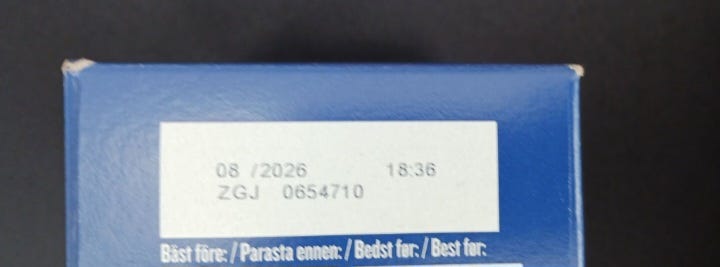 08 /2026 18:36
ZGJ 0654710
Bäst före: / Parasta ennen: / Bedst før: / Best før: